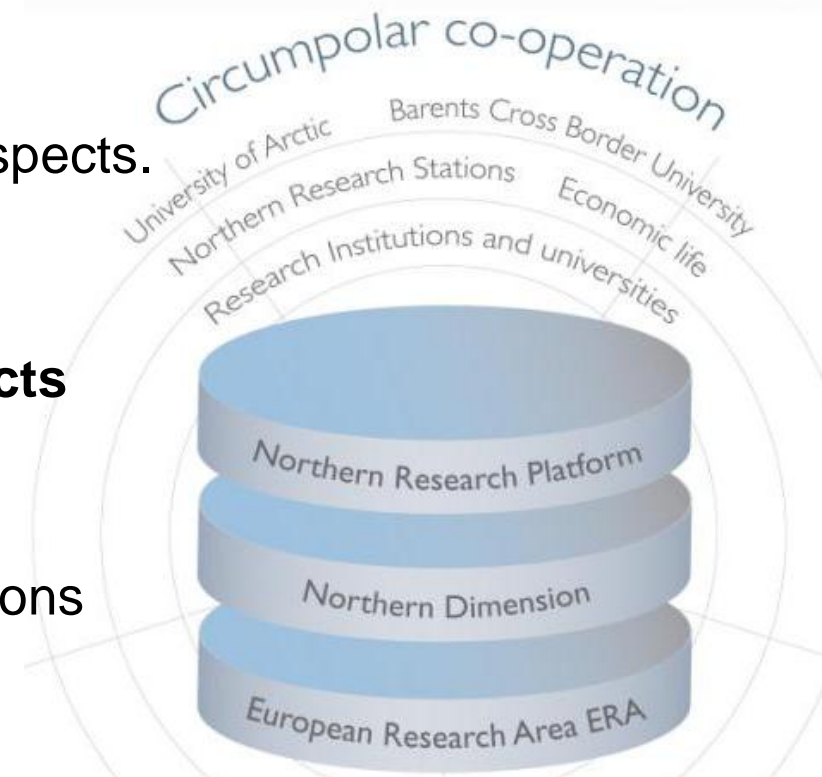 Circumpolar co-operation
University of Arctic Barents Cross Border University
Northern Research Stations Economic life
Research Institutions and universities
spects.
cts
ons
Northern Research Platform
Northern Dimension
European Research Area ERA